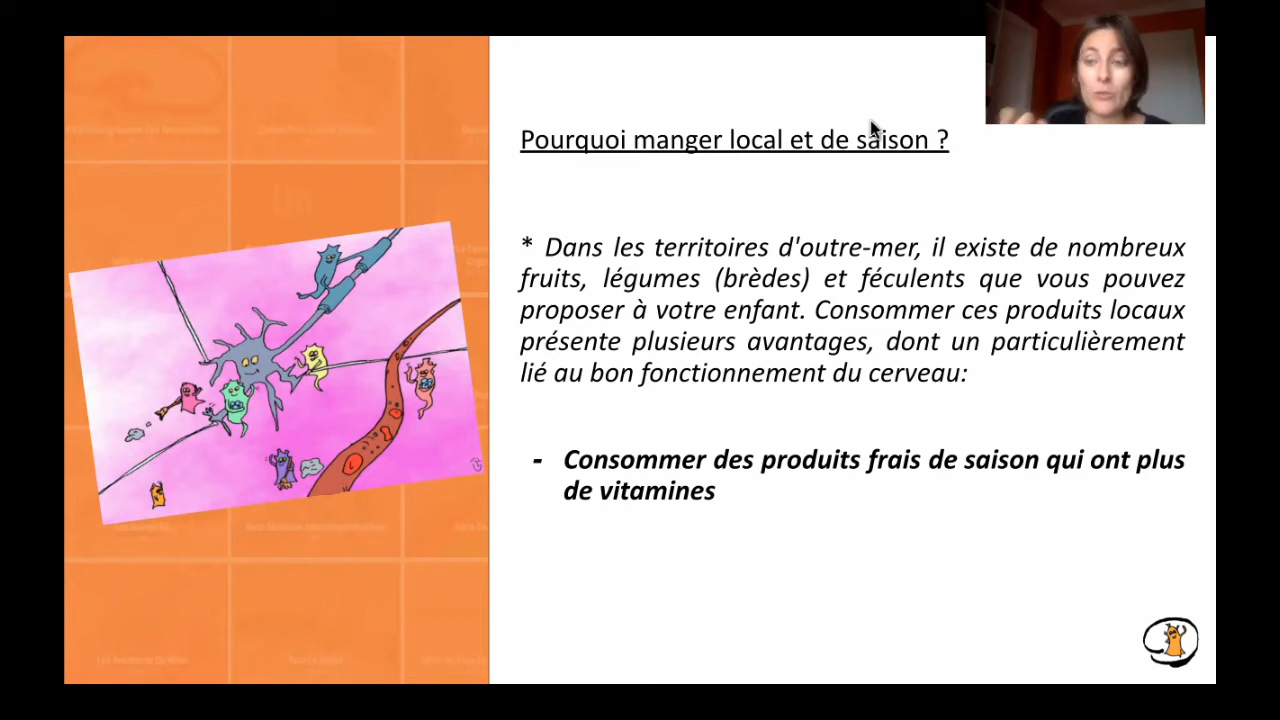 Pourquoi manger local et de saison ?
* Dans les territoires d'outre-mer, il existe de nombreux
fruits, légumes (brèdes) et féculents que vous pouvez
proposer à votre enfant. Consommer ces produits locaux
présente plusieurs avantages, dont un particulièrement
lié au bon fonctionnement du cerveau:
- Consommer des produits frais de saison qui ont plus
de vitamines